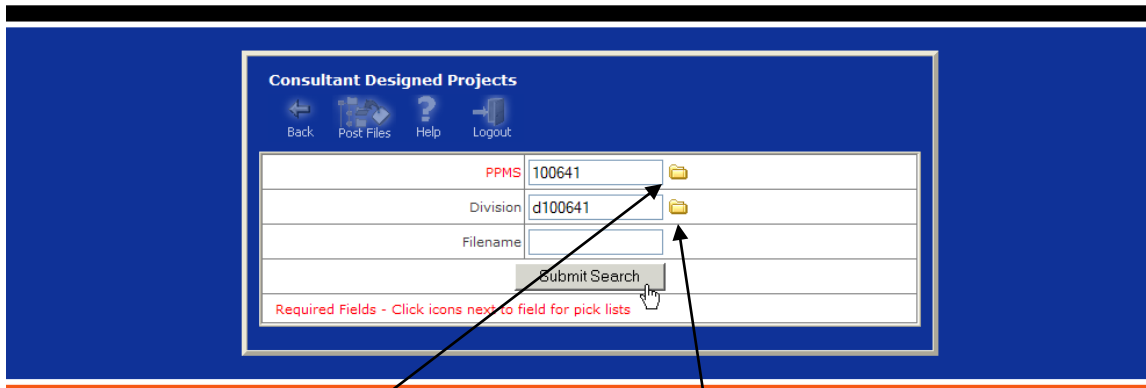 Consultant Designed Projects
Back Post Files Help Logout
PPMS 100641
Division d100641
Filename
Submit Search
Required Fields - Click icons next to field for pick lists